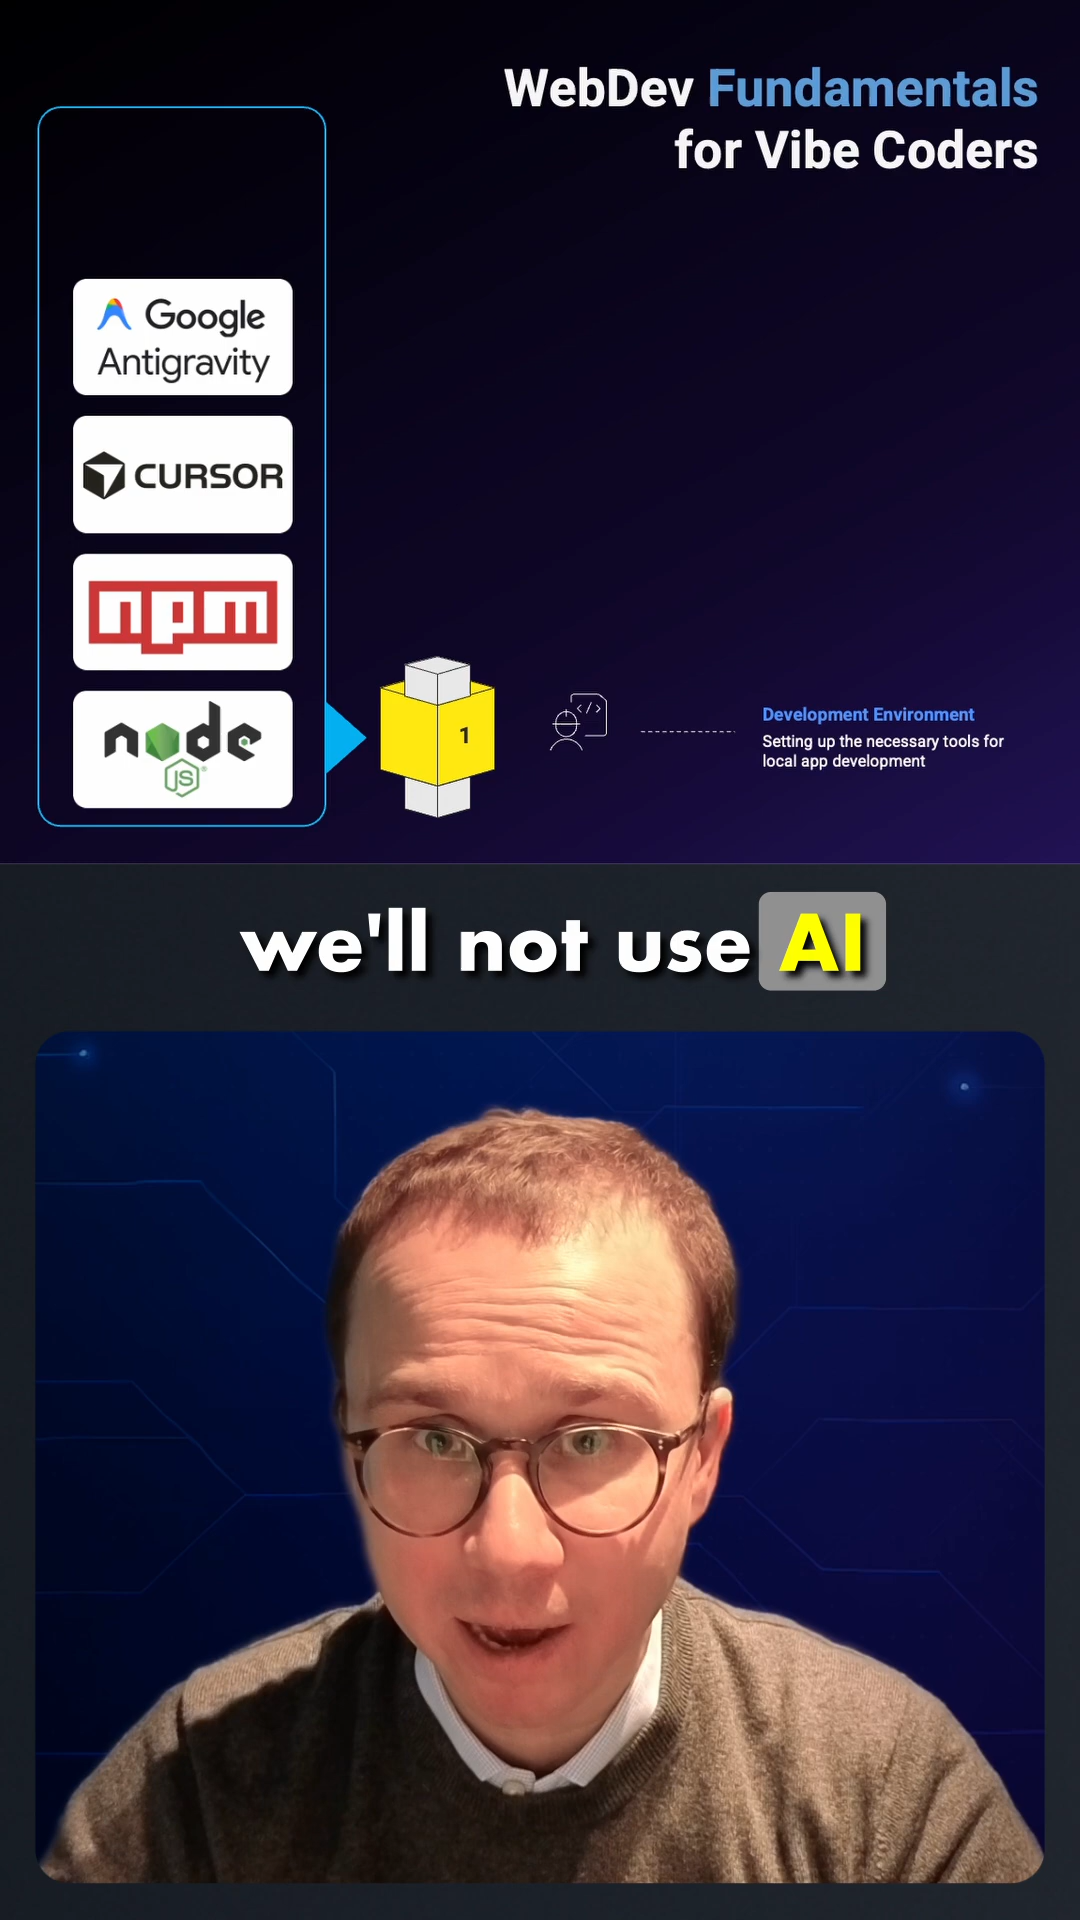 WebDev Fundamentals
for Vibe Coders
Google
Antigravity
CURSOR
npm
node
JS
1
</>
Development Environment
Setting up the necessary tools for
local app development
we'll not use AI